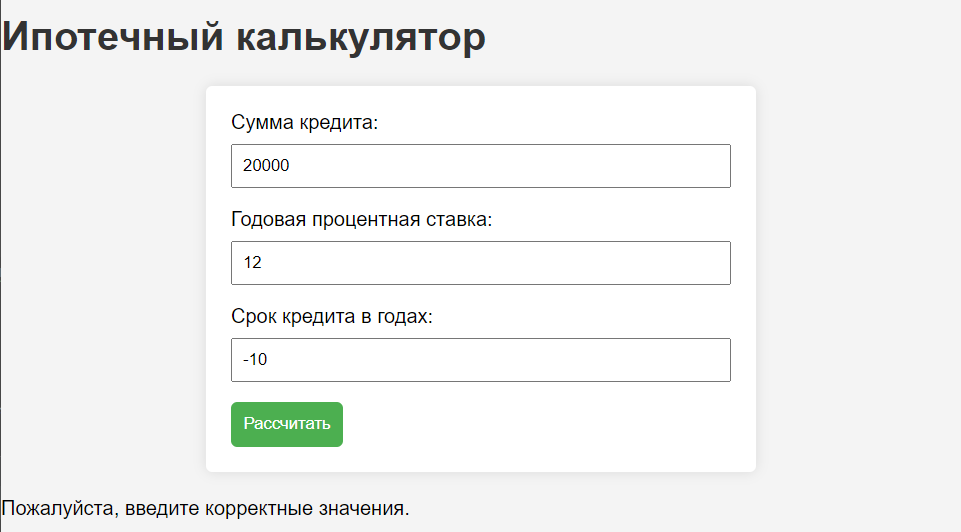 Ипотечный калькулятор
Сумма кредита:
20000
Годовая процентная ставка:
12
Срок кредита в годах:
-10
Рассчитать
Пожалуйста, введите корректные значения.